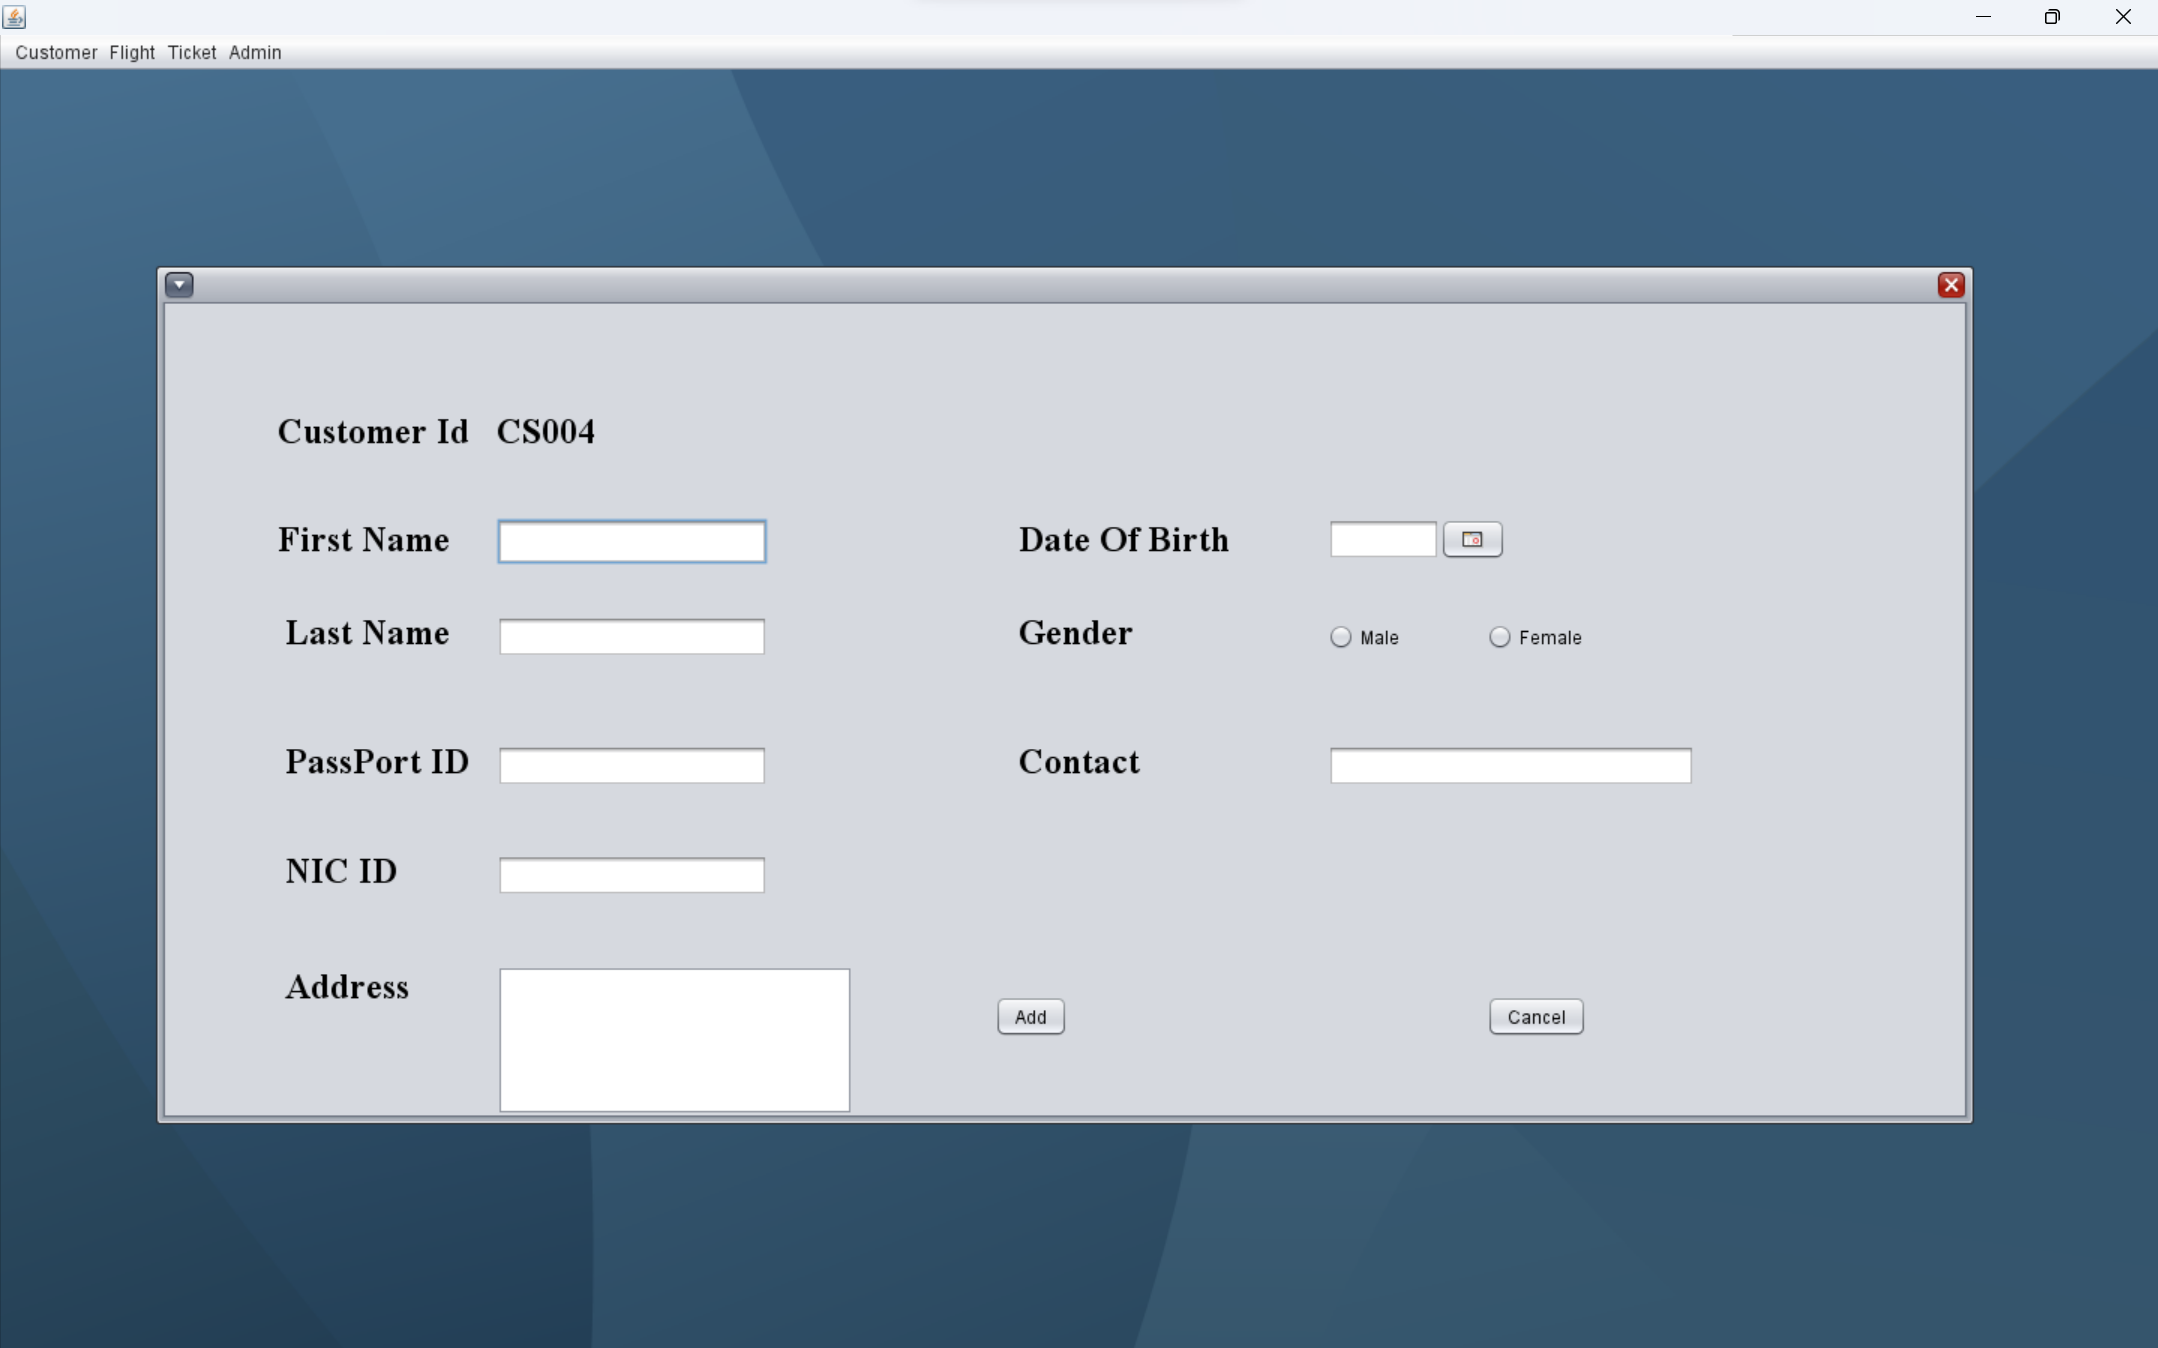 Customer Flight Ticket Admin
Customer Id CS004
First Name
Date Of Birth
Last Name
Gender Male Female
PassPort ID
Contact
NIC ID
Address
Add Cancel